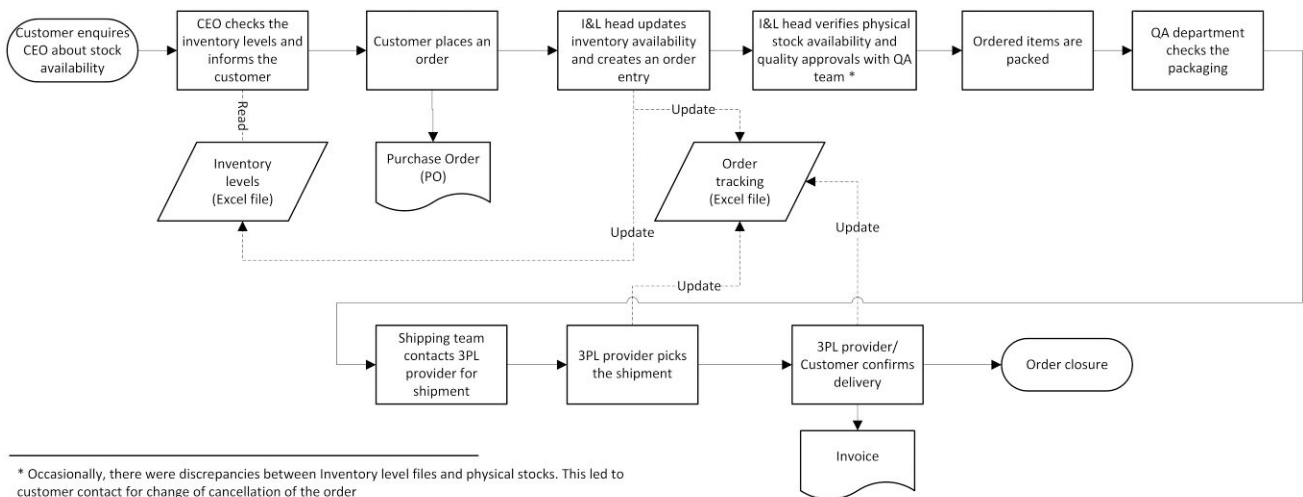 Customer enquires
CEO about stock
availability
CEO checks the
inventory levels and
informs the
customer
Customer places an
order
I&L head updates
inventory availability
and creates an order
entry
I&L head verifies physical
stock availability and
quality approvals with QA
team *
Ordered items are
packed
QA department
checks the
packaging
Read
Update
Inventory
levels
(Excel file)
Purchase Order
(PO)
Order
tracking
(Excel file)
Update
Update
Update
Shipping team
contacts 3PL
provider for
shipment
3PL provider picks
the shipment
3PL provider/
Customer confirms
delivery
Order closure
Invoice
* Occasionally, there were discrepancies between Inventory level files and physical stocks. This led to
customer contact for change of cancellation of the order